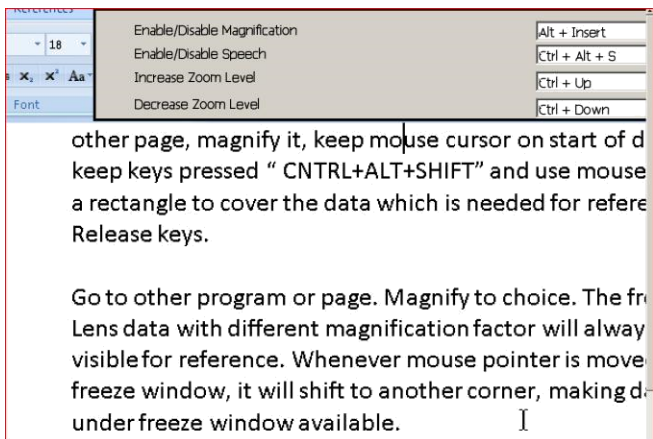 References
18
X₂ X² Aa
Font
Enable/Disable Magnification Alt + Insert
Enable/Disable Speech Ctrl + Alt + S
Increase Zoom Level Ctrl + Up
Decrease Zoom Level Ctrl + Down
other page, magnify it, keep mouse cursor on start of d
keep keys pressed “ CNTRL+ALT+SHIFT” and use mouse
a rectangle to cover the data which is needed for refere
Release keys.
Go to other program or page. Magnify to choice. The fr
Lens data with different magnification factor will alway
visible for reference. Whenever mouse pointer is move
freeze window, it will shift to another corner, making d
under freeze window available.